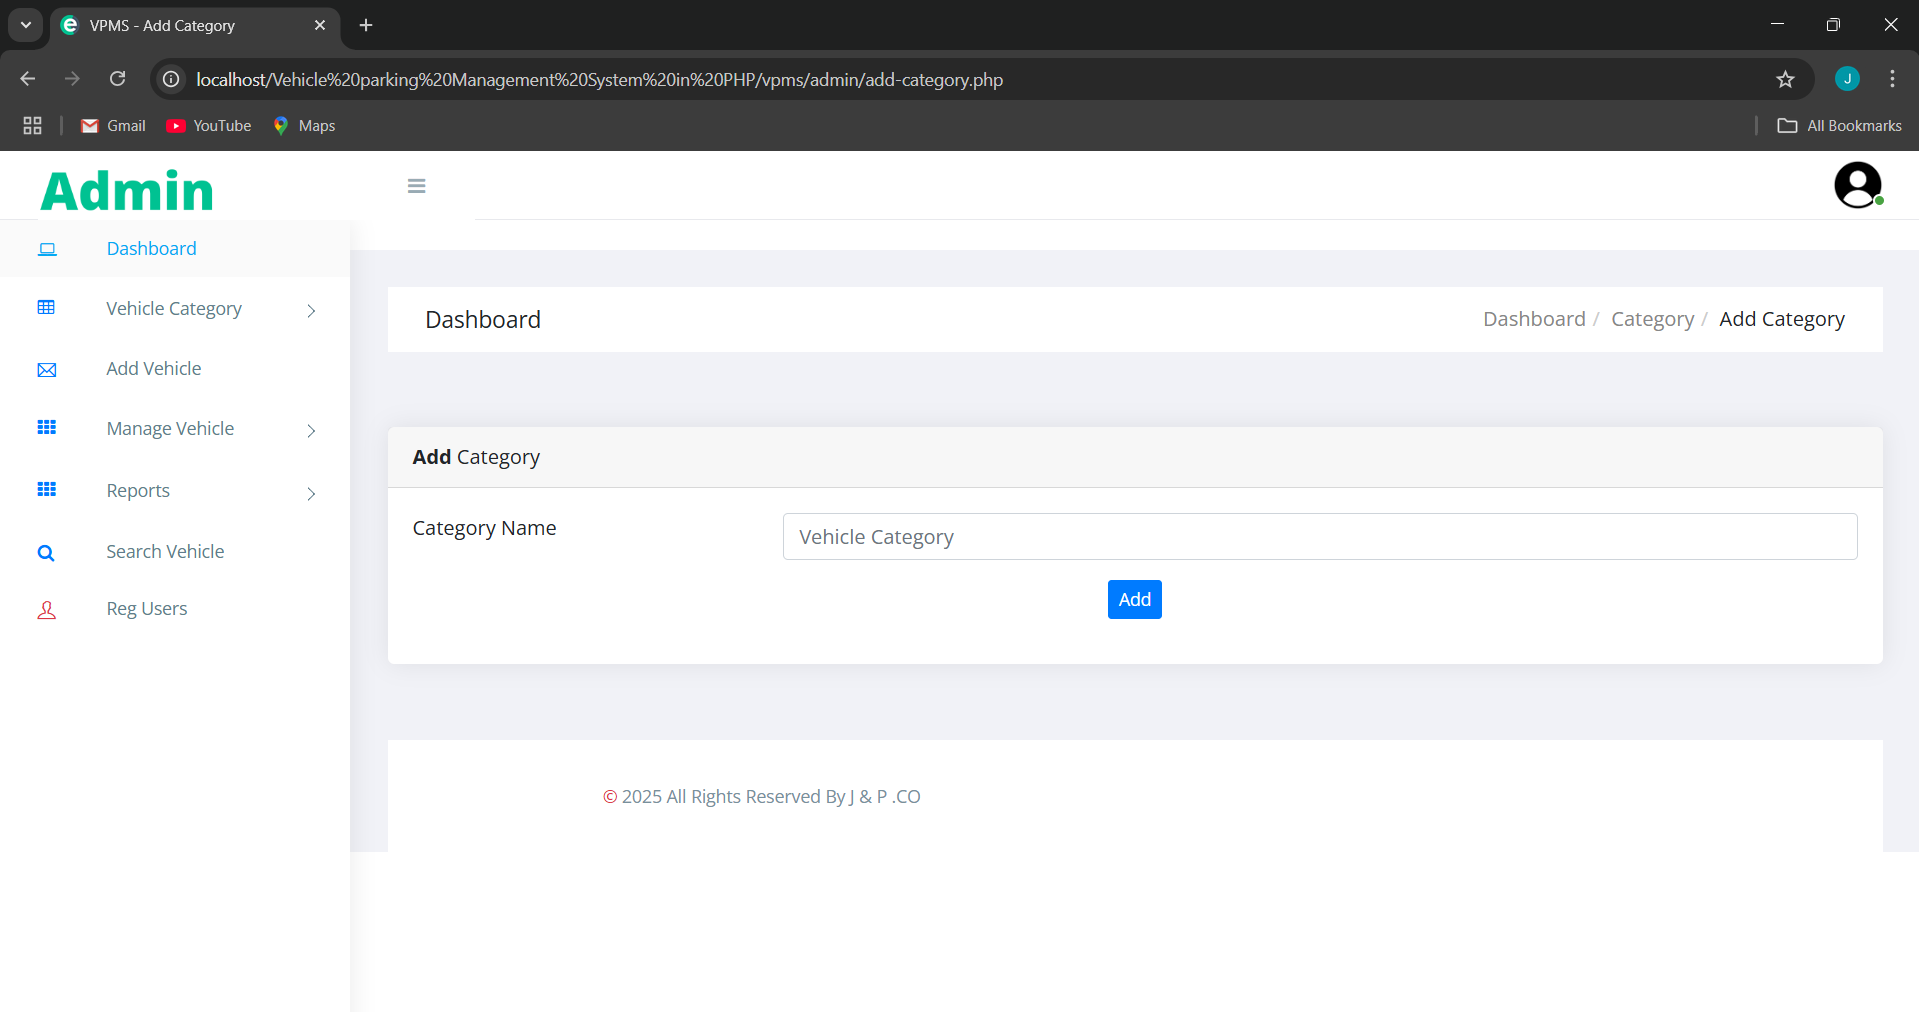 VPMS - Add Category
localhost/Vehicle%20parking%20Management%20System%20in%20PHP/vpms/admin/add-category.php
J
Gmail
YouTube
Maps
All Bookmarks
Admin
Dashboard
Vehicle Category
Add Vehicle
Manage Vehicle
Reports
Search Vehicle
Reg Users
Dashboard
Dashboard / Category / Add Category
Add Category
Category Name
Vehicle Category
Add
© 2025 All Rights Reserved By J & P .CO